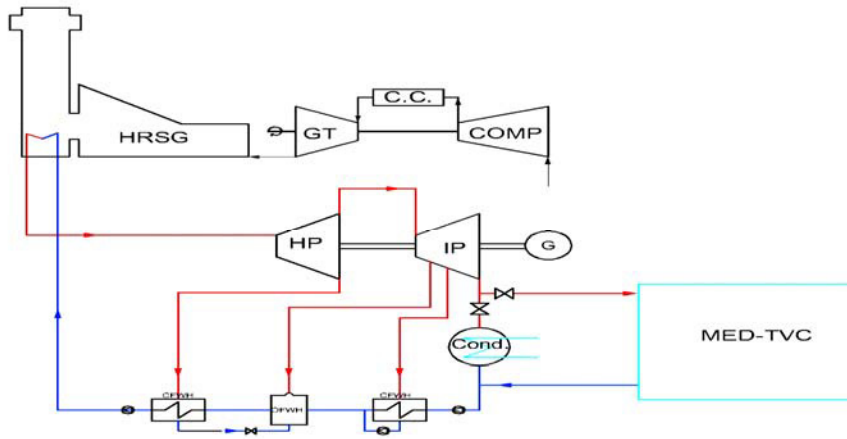 C.C.
HRSG
GT
COMP
HP
IP
G
MED-TVC
Cond.
CFWH
OFWH
CFWH